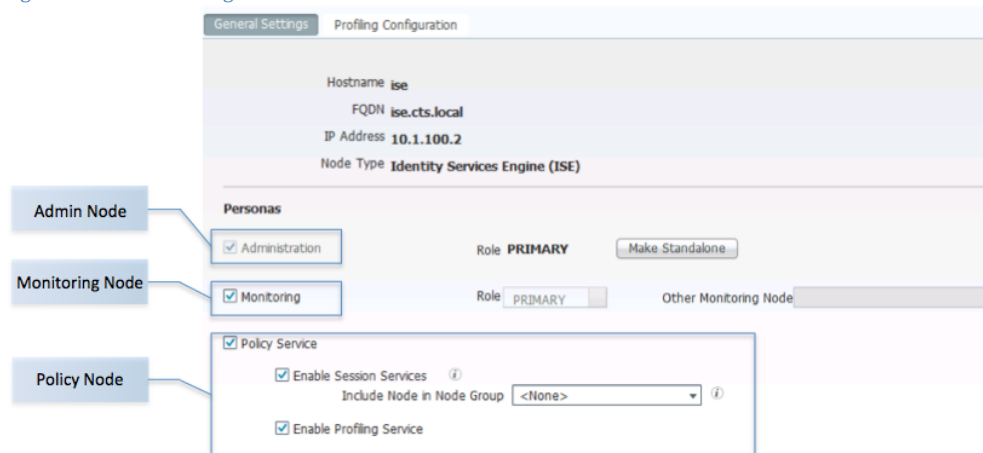 General Settings Profiling Configuration
Hostname ise
FQDN ise.cts.local
IP Address 10.1.100.2
Node Type Identity Services Engine (ISE)
Personas
Admin Node
Administration Role PRIMARY Make Standalone
Monitoring Node
Monitoring Role PRIMARY Other Monitoring Node
Policy Service
Policy Node
Enable Session Services
Include Node in Node Group <None>
Enable Profiling Service